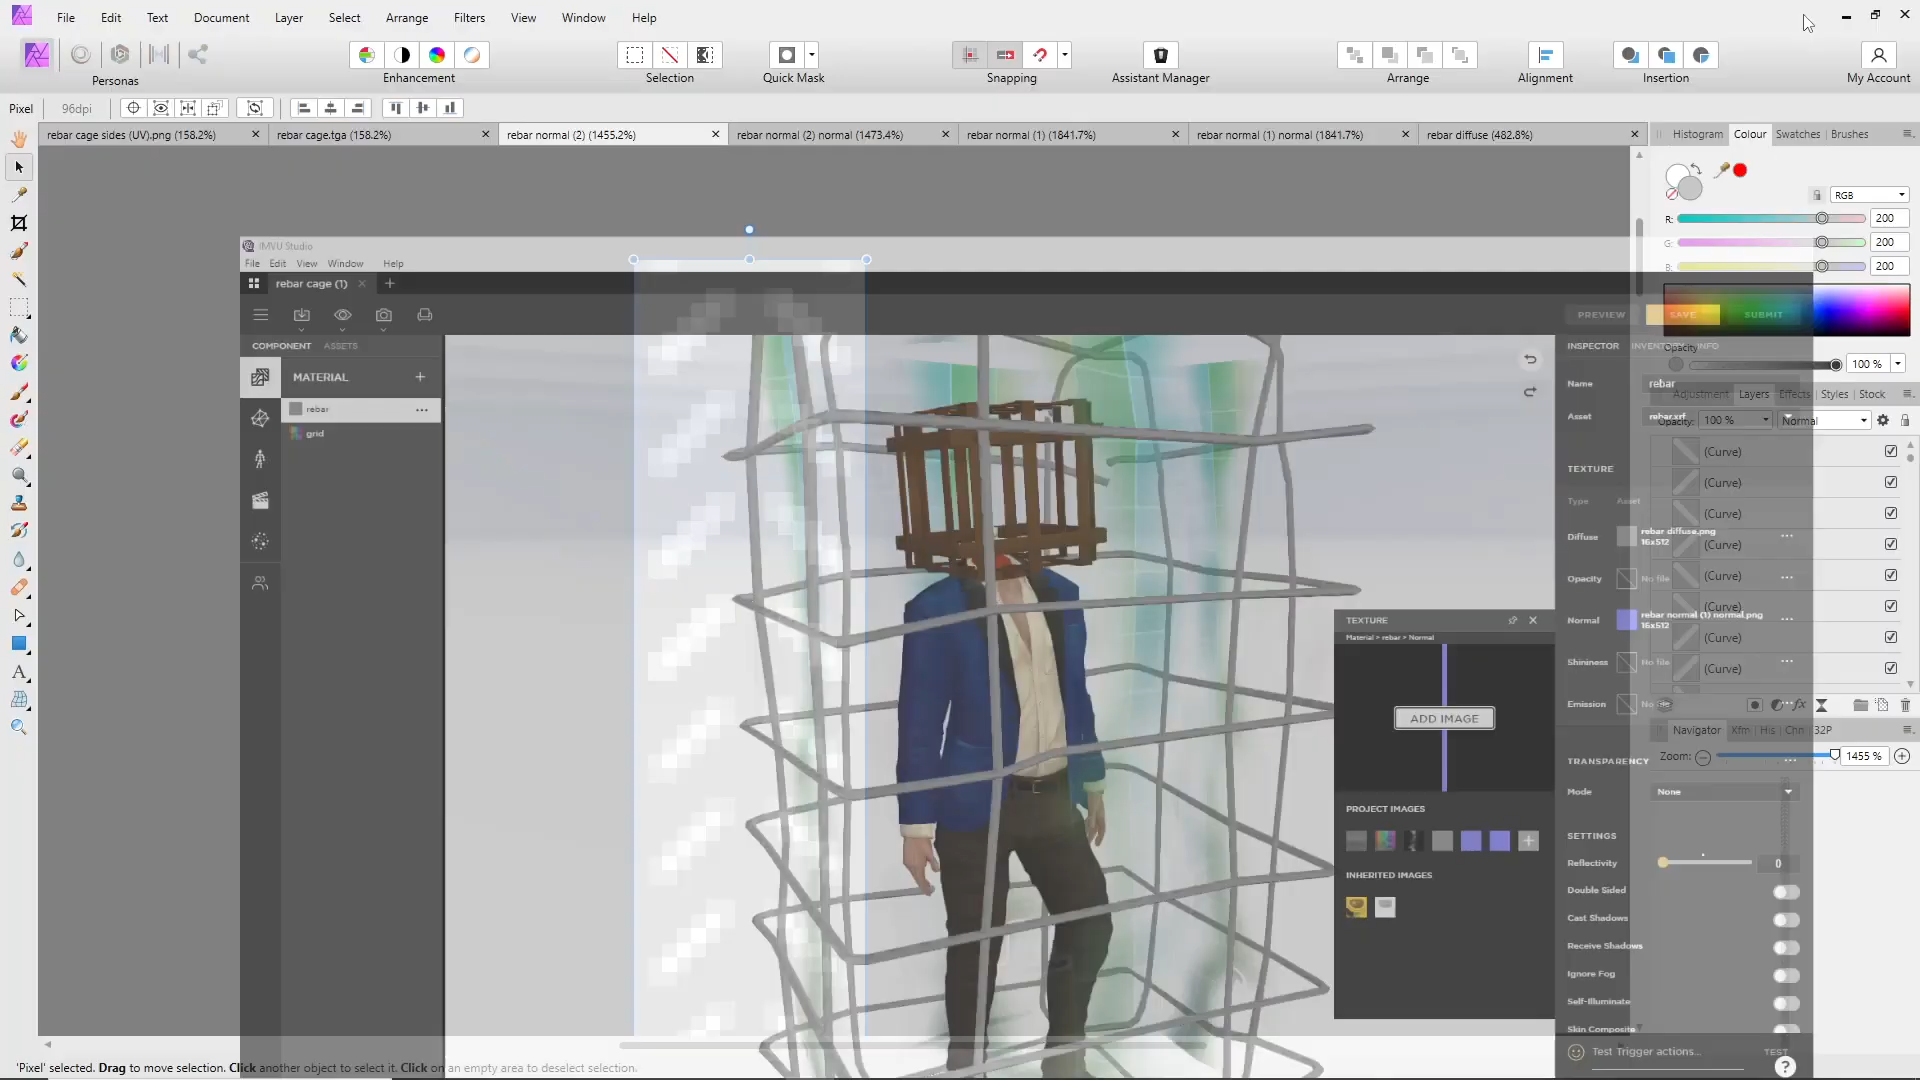 File Edit Text Document Layer Select Arrange Filters View Window Help
Personas Enhancement Selection Quick Mask Snapping Assistant Manager Arrange Alignment Insertion My Account
Pixel 96dpi
rebar cage sides (UV).png (158.2%) rebar cage.tga (158.2%) rebar normal (2) (1455.2%) rebar normal (2) normal (1473.4%) rebar normal (1) (1841.7%) rebar normal (1) normal (1841.7%) rebar diffuse (482.8%)
Histogram Colour Swatches Brushes
RGB
R: 200
G: 200
B: 200
IMVU Studio
File Edit View Window Help
rebar cage (1)
PREVIEW SAVE SUBMIT
COMPONENT ASSETS
INSPECTOR INVENTORY INFO
Opacity
100 %
MATERIAL
Name rebar
Adjustment Layers Effects Styles Stock
rebar
Asset rebar.xrf
Opacity: 100 % Normal
grid
(Curve)
TEXTURE
(Curve)
Type Asset
(Curve)
Diffuse rebar diffuse.png
16x512
(Curve)
Opacity No file
(Curve)
(Curve)
Normal rebar normal (1) normal.png
16x512
(Curve)
Shininess No file
(Curve)
Emission No file
TEXTURE
Material > rebar > Normal
ADD IMAGE
PROJECT IMAGES
INHERITED IMAGES
Navigator Xfm His Chn 32P
Zoom: 1455 %
TRANSPARENCY
Mode None
SETTINGS
Reflectivity 0
Double Sided
Cast Shadows
Receive Shadows
Ignore Fog
Self-Illuminate
Skin Composite
Test Trigger actions... TEST
?
'Pixel' selected. Drag to move selection. Click another object to select it. Click on an empty area to deselect selection.